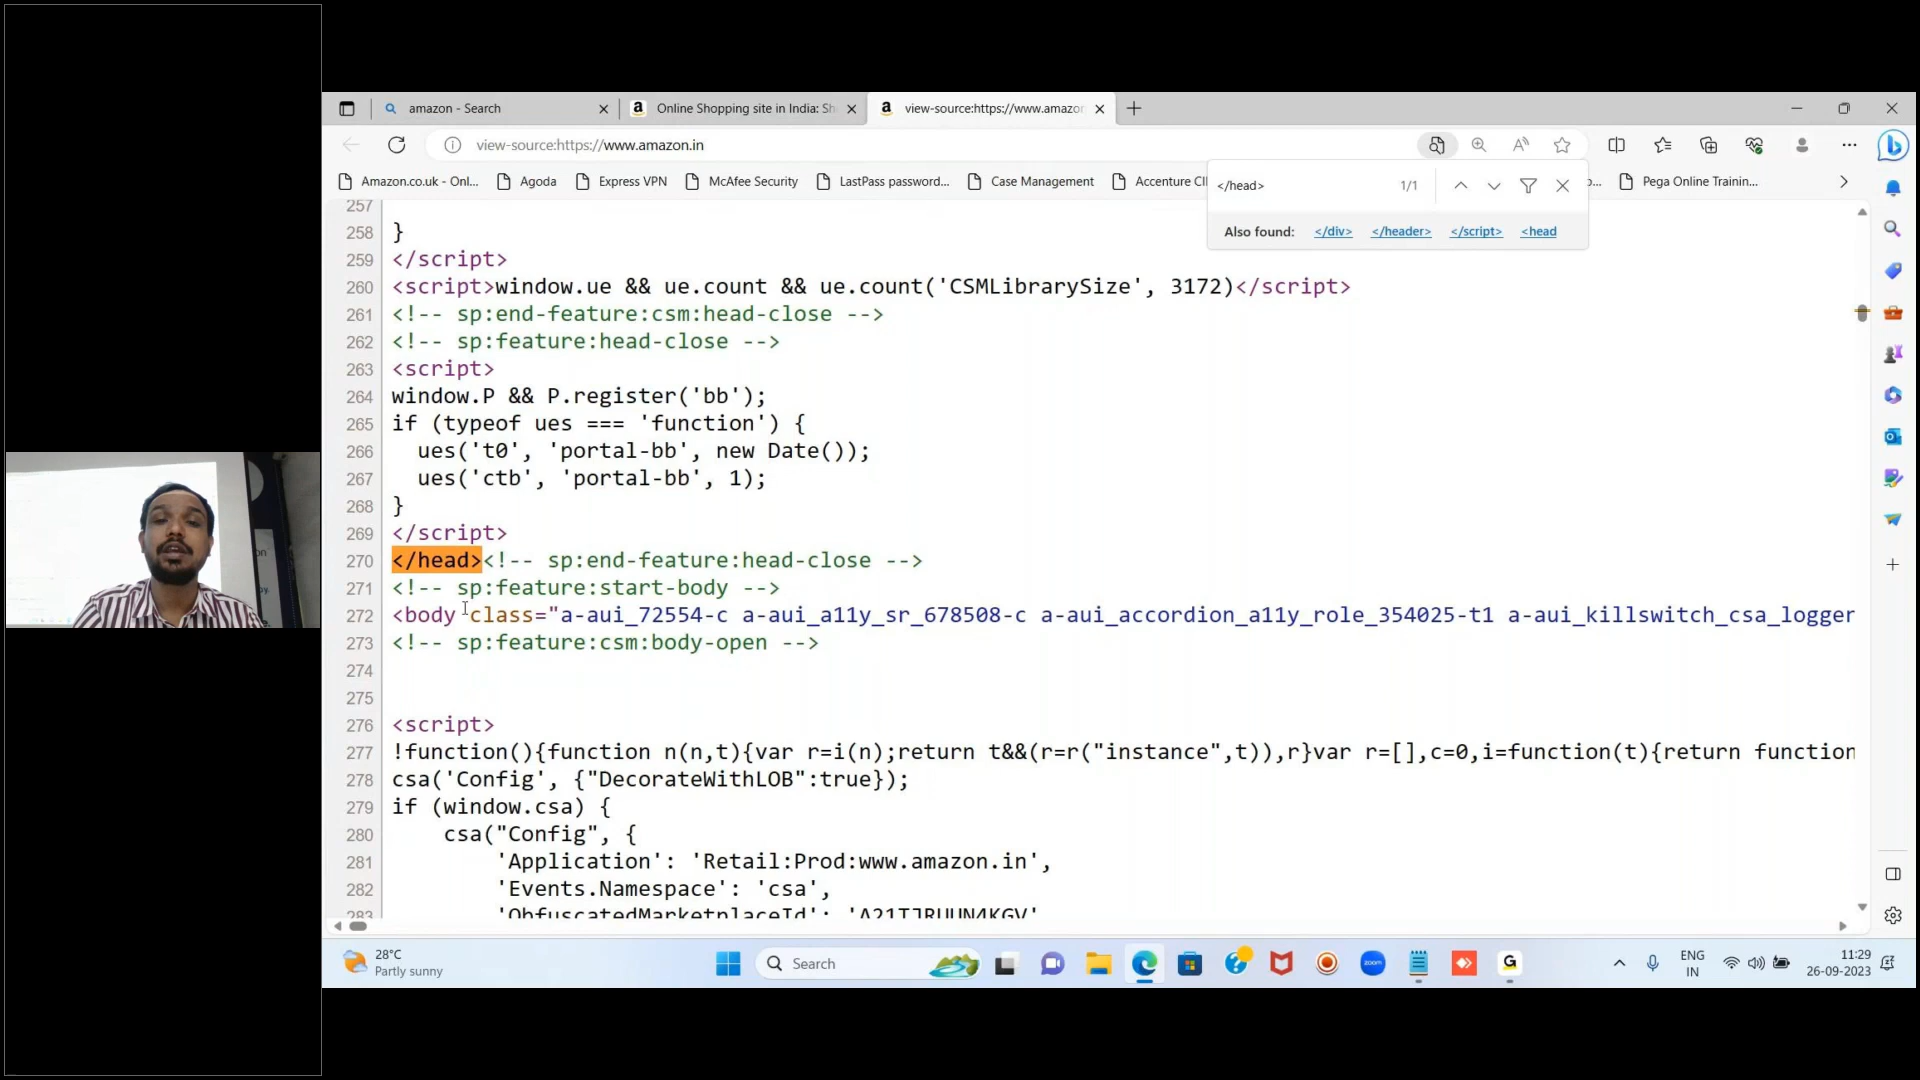 amazon - Search
Online Shopping site in India: Sh
view-source:https://www.amazo
view-source:https://www.amazon.in
Amazon.co.uk - Onl...
Agoda
Express VPN
McAfee Security
LastPass password...
Case Management
Accenture CI
Pega Online Trainin...
</head>
1/1
Also found: </div> </header> </script> <head
257
258 }
259 </script>
260 <script>window.ue && ue.count && ue.count('CSMLibrarySize', 3172)</script>
261 <!-- sp:end-feature:csm:head-close -->
262 <!-- sp:feature:head-close -->
263 <script>
264 window.P && P.register('bb');
265 if (typeof ues === 'function') {
266 ues('t0', 'portal-bb', new Date());
267 ues('ctb', 'portal-bb', 1);
268 }
269 </script>
270 </head><!-- sp:end-feature:head-close -->
271 <!-- sp:feature:start-body -->
272 <body class="a-aui_72554-c a-aui_a11y_sr_678508-c a-aui_accordion_a11y_role_354025-t1 a-aui_killswitch_csa_logger
273 <!-- sp:feature:csm:body-open -->
274
275
276 <script>
277 !function(){function n(n,t){var r=i(n);return t&&(r=r("instance",t)),r}var r=[],c=0,i=function(t){return function
278 csa('Config', {"DecorateWithLOB":true});
279 if (window.csa) {
280 csa("Config", {
281 'Application': 'Retail:Prod:www.amazon.in',
282 'Events.Namespace': 'csa',
283 'ObfuscatedMarketplaceId': 'A21TJRUUN4KGV'
28°C
Partly sunny
Search
zoom
ENG
IN
11:29
26-09-2023